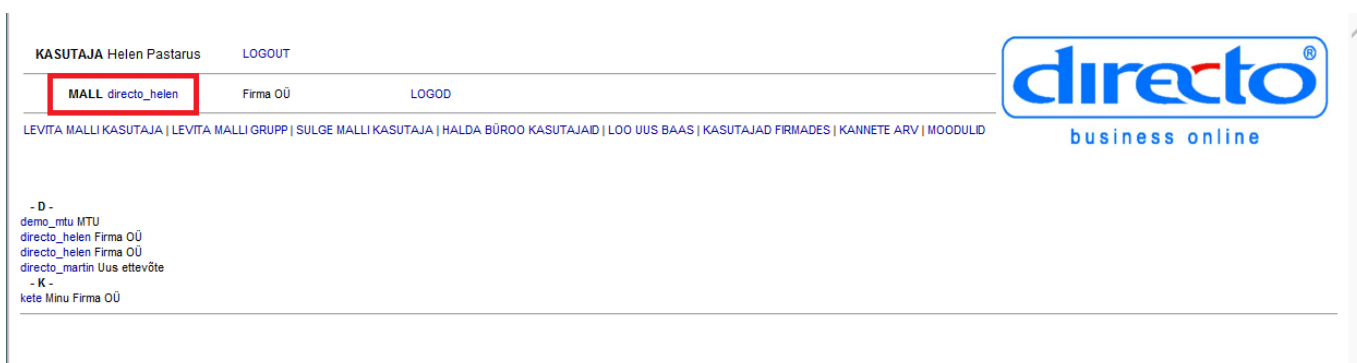 KASUTAJA Helen Pastarus LOGOUT
MALL directo_helen Firma OÜ LOGOD
LEVITA MALLI KASUTAJA | LEVITA MALLI GRUPP | SULGE MALLI KASUTAJA | HALDA BÜROO KASUTAJAID | LOO UUS BAAS | KASUTAJAD FIRMADES | KANNETE ARV | MOODULID
directo®
business online
- D -
demo_mtu MTU
directo_helen Firma OÜ
directo_helen Firma OÜ
directo_martin Uus ettevõte
- K -
kete Minu Firma OÜ